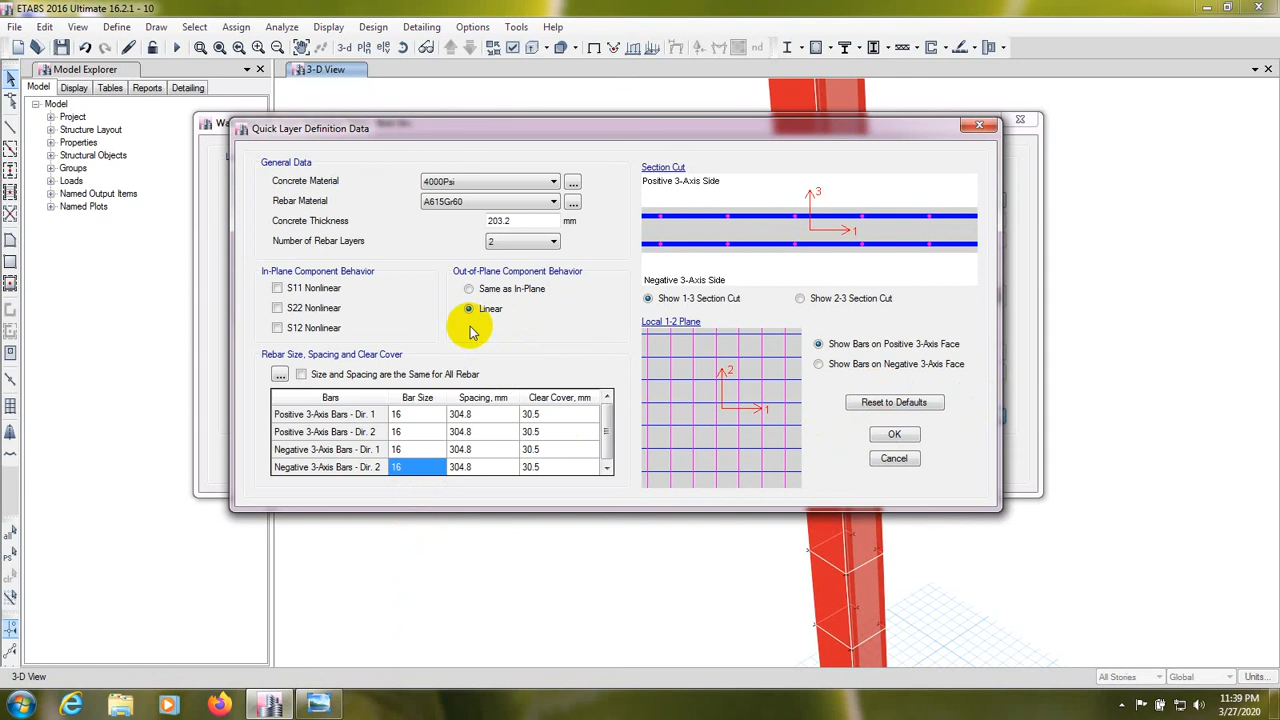 ETABS 2016 Ultimate 16.2.1 - 10
File Edit View Define Draw Select Assign Analyze Display Design Detailing Options Tools Help
3-d
nd
Model Explorer
3-D View
Model Display Tables Reports Detailing
Model
Project
Structure Layout
Properties
Structural Objects
Groups
Loads
Named Output Items
Named Plots
Quick Layer Definition Data
General Data
Concrete Material 4000Psi ...
Rebar Material A615Gr60 ...
Concrete Thickness 203.2 mm
Number of Rebar Layers 2
In-Plane Component Behavior
S11 Nonlinear
S22 Nonlinear
S12 Nonlinear
Out-of-Plane Component Behavior
Same as In-Plane
Linear
Rebar Size, Spacing and Clear Cover
... Size and Spacing are the Same for All Rebar
Bars Bar Size Spacing, mm Clear Cover, mm
Positive 3-Axis Bars - Dir. 1 16 304.8 30.5
Positive 3-Axis Bars - Dir. 2 16 304.8 30.5
Negative 3-Axis Bars - Dir. 1 16 304.8 30.5
Negative 3-Axis Bars - Dir. 2 16 304.8 30.5
Section Cut
Positive 3-Axis Side
3
1
Negative 3-Axis Side
Show 1-3 Section Cut Show 2-3 Section Cut
Local 1-2 Plane
2
1
Show Bars on Positive 3-Axis Face
Show Bars on Negative 3-Axis Face
Reset to Defaults
OK
Cancel
all
PS
clr
3-D View
All Stories Global Units...
11:39 PM
3/27/2020